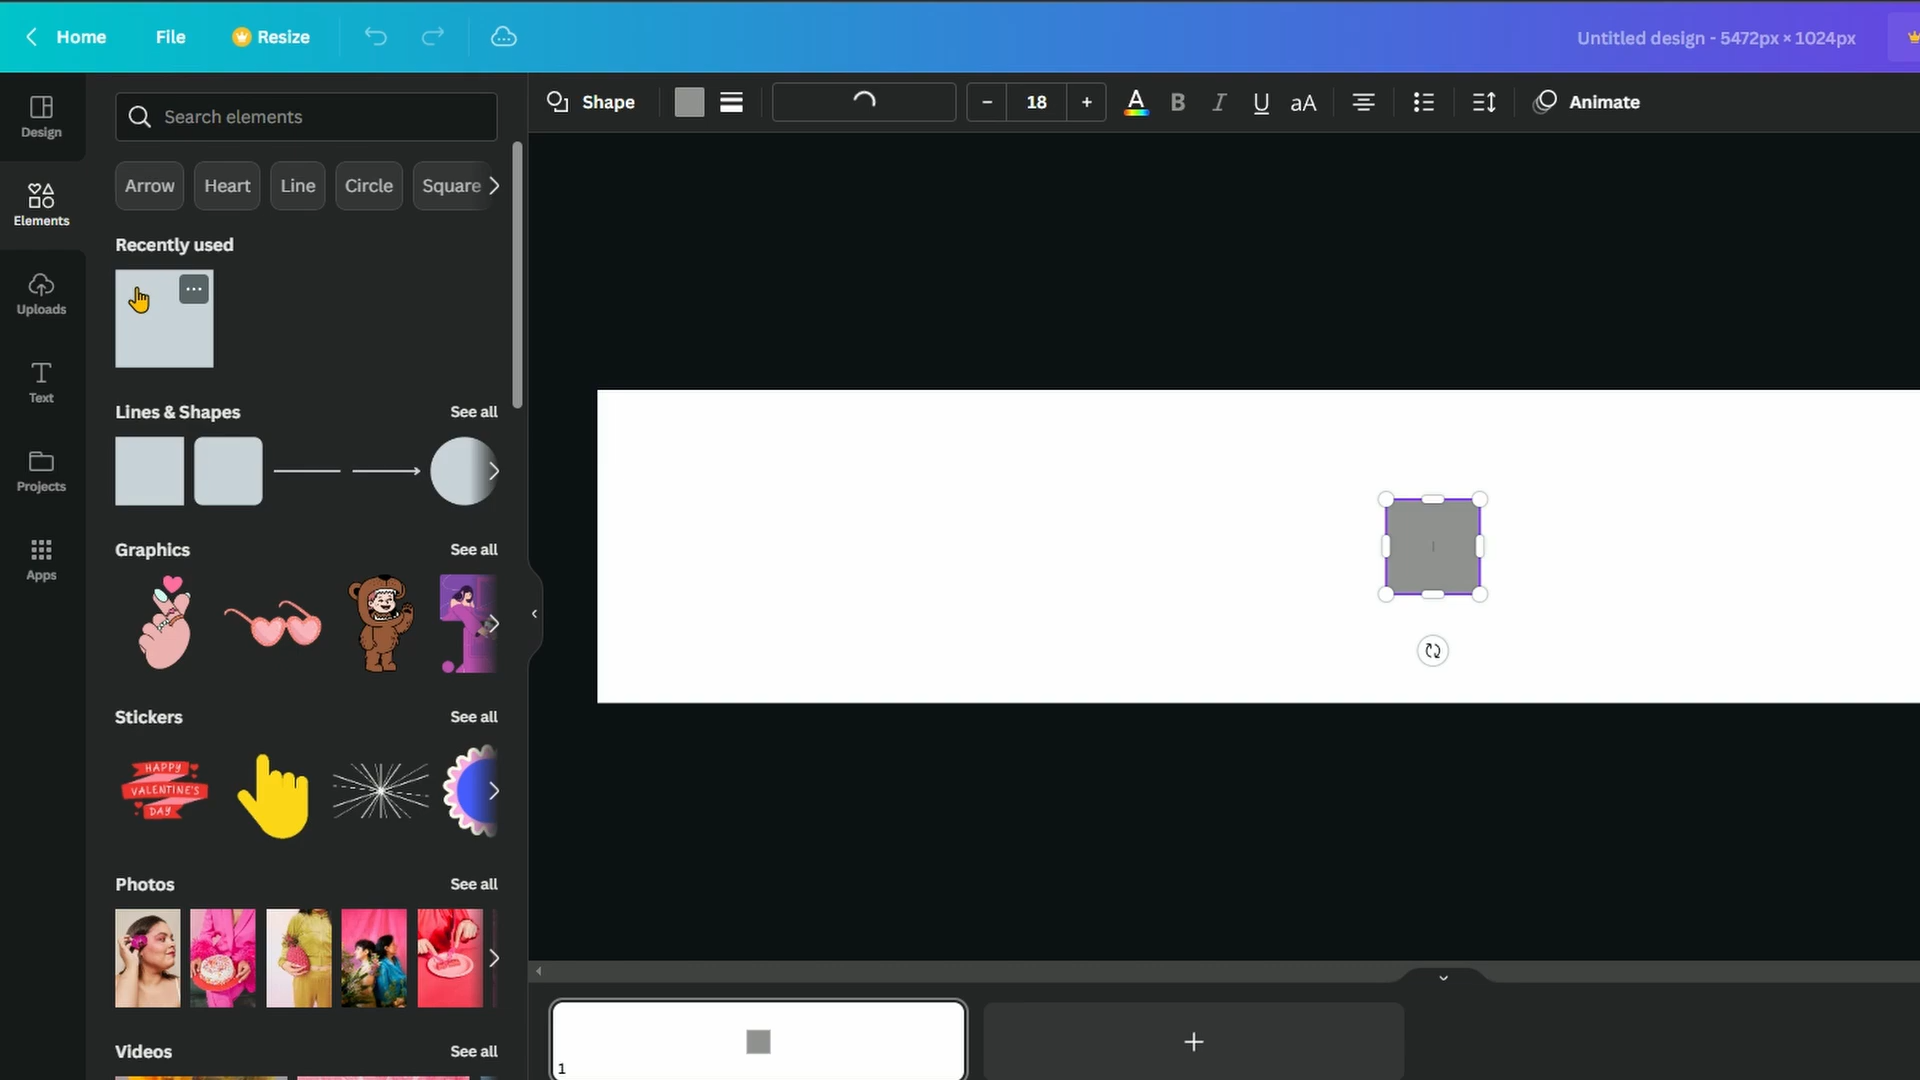 Home File Resize Untitled design - 5472px × 1024px
Design
Elements
Uploads
Text
Projects
Apps
Search elements
Arrow Heart Line Circle Square
Recently used
Lines & Shapes See all
Graphics See all
Stickers See all
HAPPY
VALENTINE'S
DAY
Photos See all
Videos See all
Shape 18 A B I U aA Animate
1